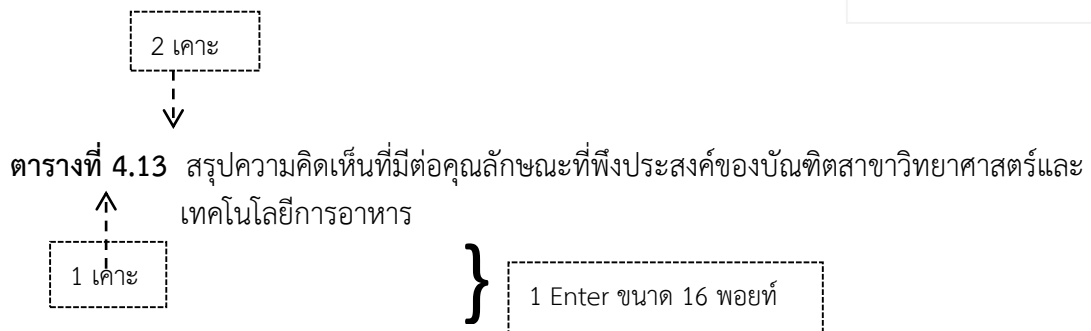 2 เคาะ
ตารางที่ 4.13 สรุปความคิดเห็นที่มีต่อคุณลักษณะที่พึงประสงค์ของบัณฑิตสาขาวิทยาศาสตร์และ
เทคโนโลยีการอาหาร
1 เคาะ
} 1 Enter ขนาด 16 พอยท์